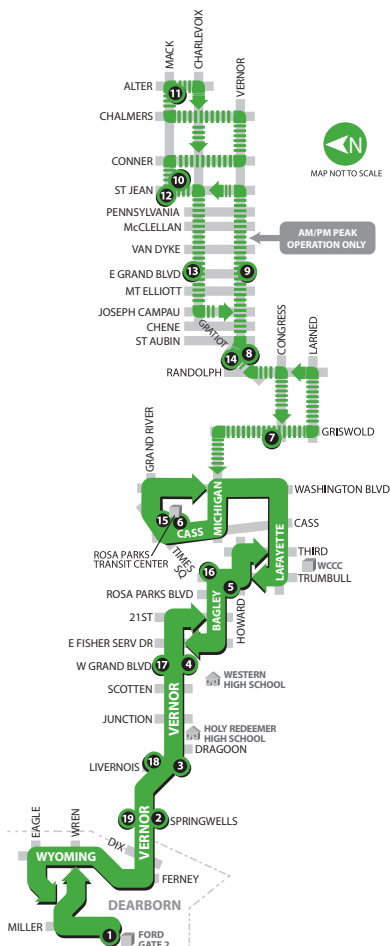 MACK
CHARLEVOIX
VERNOR
ALTER
11
CHALMERS
N
MAP NOT TO SCALE
CONNER
10
ST JEAN
12
PENNSYLVANIA
McCLELLAN
AM/PM PEAK
OPERATION ONLY
VAN DYKE
E GRAND BLVD
13
9
MT ELLIOTT
JOSEPH CAMPAU
CHENE
GRATIOT
ST AUBIN
CONGRESS
LARNED
14
8
RANDOLPH
7
GRISWOLD
GRAND RIVER
MICHIGAN
WASHINGTON BLVD
15
6
CASS
CASS
ROSA PARKS
TRANSIT CENTER
TIMES
SQ
LAFAYETTE
THIRD
WCCC
TRUMBULL
16
5
ROSA PARKS BLVD
BAGLEY
HOWARD
21ST
E FISHER SERV DR
W GRAND BLVD
17
4
WESTERN
HIGH SCHOOL
SCOTTEN
VERNOR
JUNCTION
HOLY REDEEMER
HIGH SCHOOL
DRAGOON
LIVERNOIS
18
3
19
2
SPRINGWELLS
VERNOR
EAGLE
WREN
DIX
WYOMING
FERNEY
DEARBORN
MILLER
1
FORD
GATE 2